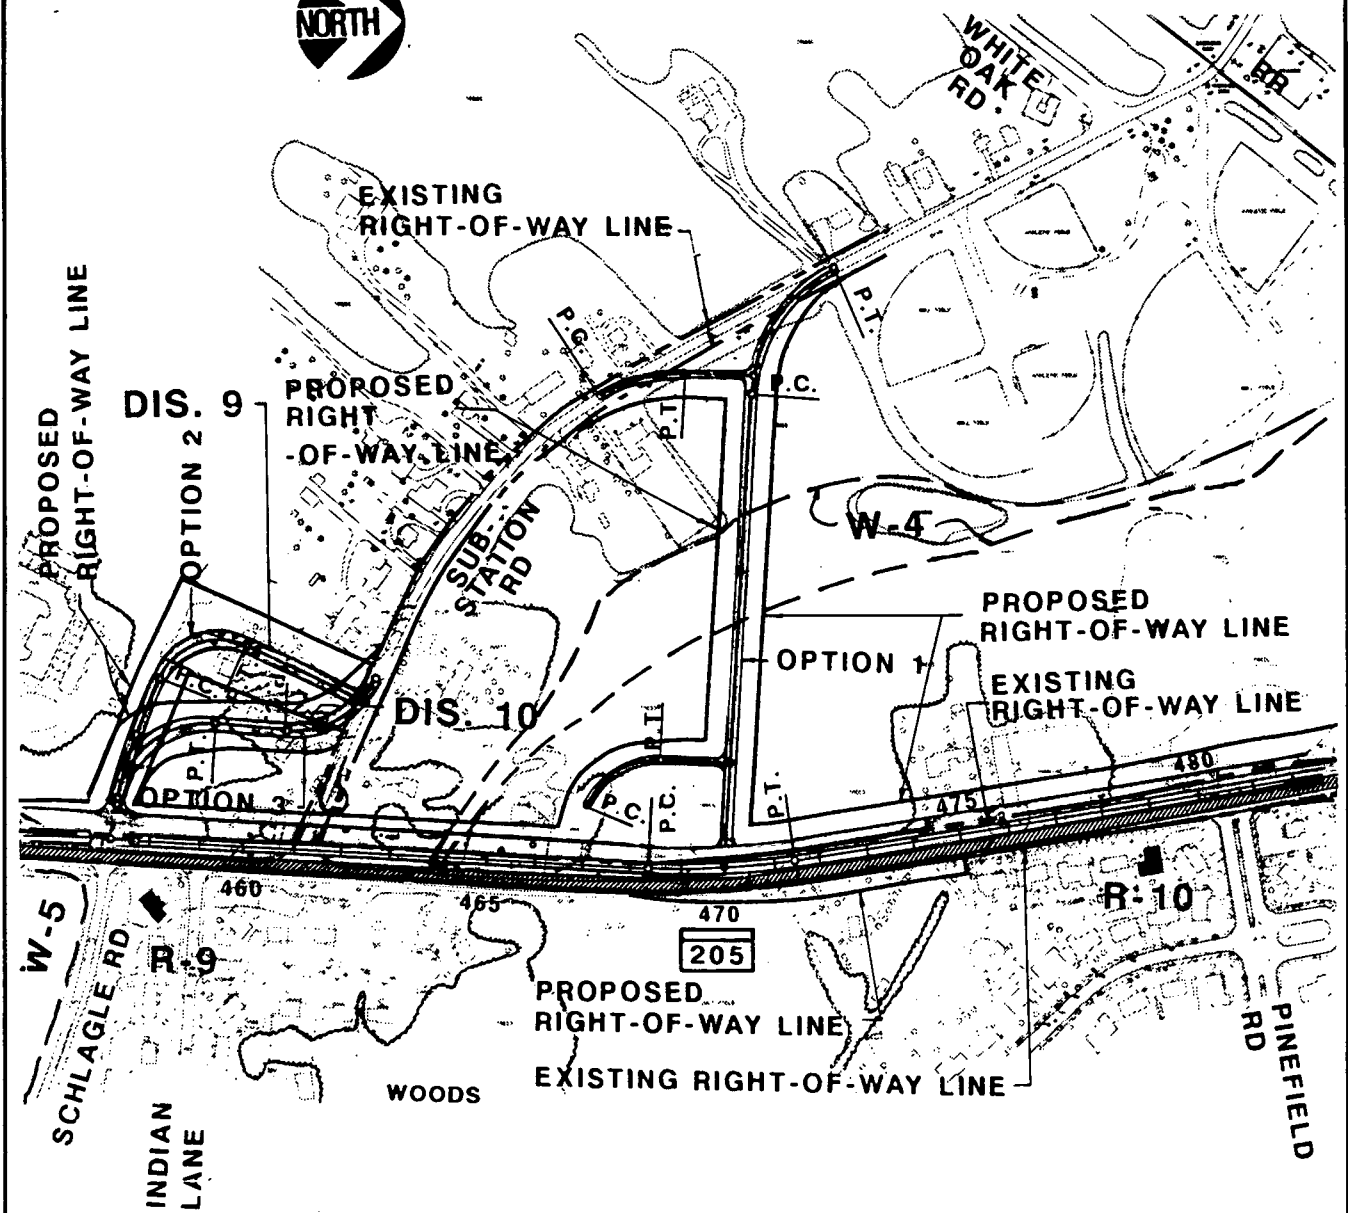 NORTH
WHITE
OAK
RD
RR
EXISTING
RIGHT-OF-WAY LINE
PROPOSED
RIGHT-OF-WAY LINE
P.C.
P.T.
DIS. 9
OPTION 2
PROPOSED
RIGHT
-OF-WAY LINE
P.T.
P.C.
SUB-
STATION
RD
W-4
PROPOSED
RIGHT-OF-WAY LINE
OPTION 1
EXISTING
RIGHT-OF-WAY LINE
P.C.
P.T.
DIS. 10
P.T.
OPTION 3
P.T.
P.C.
P.C.
P.T.
480
475
460
465
470
205
W-5
R-9
R-10
SCHLAGLE RD
PROPOSED
RIGHT-OF-WAY LINE
EXISTING RIGHT-OF-WAY LINE
WOODS
INDIAN
LANE
PINEFIELD
RD